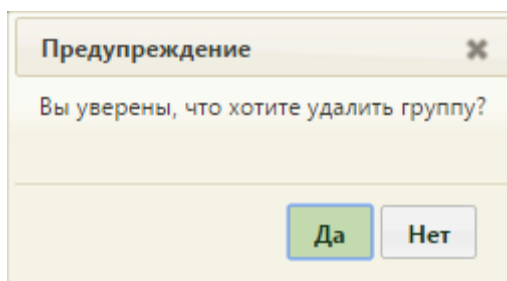 Предупреждение
Вы уверены, что хотите удалить группу?
Да Нет